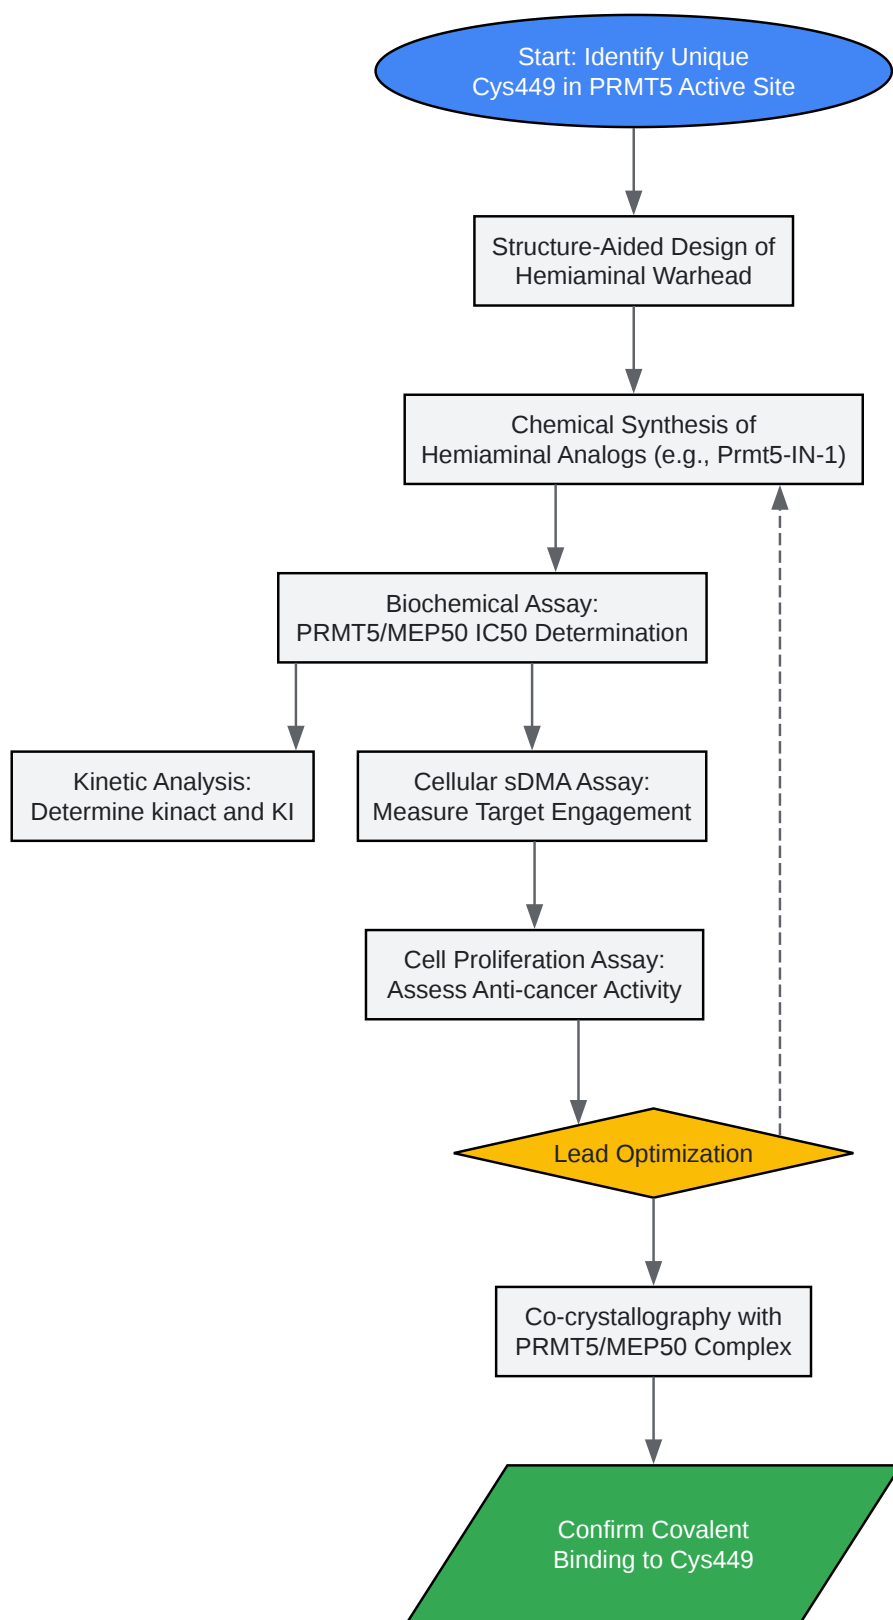 Start: Identify Unique
Cys449 in PRMT5 Active Site
Structure-Aided Design of
Hemiaminal Warhead
Chemical Synthesis of
Hemiaminal Analogs (e.g., Prmt5-IN-1)
Biochemical Assay:
PRMT5/MEP50 IC50 Determination
Kinetic Analysis:
Determine kinact and KI
Cellular sDMA Assay:
Measure Target Engagement
Cell Proliferation Assay:
Assess Anti-cancer Activity
Lead Optimization
Co-crystallography with
PRMT5/MEP50 Complex
Confirm Covalent
Binding to Cys449